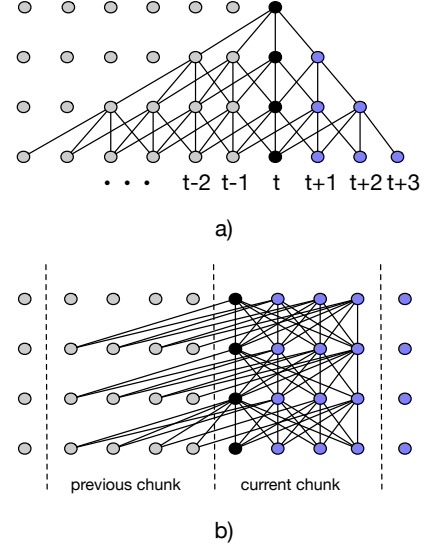 · · · t-2 t-1 t t+1 t+2 t+3
a)
previous chunk current chunk
b)